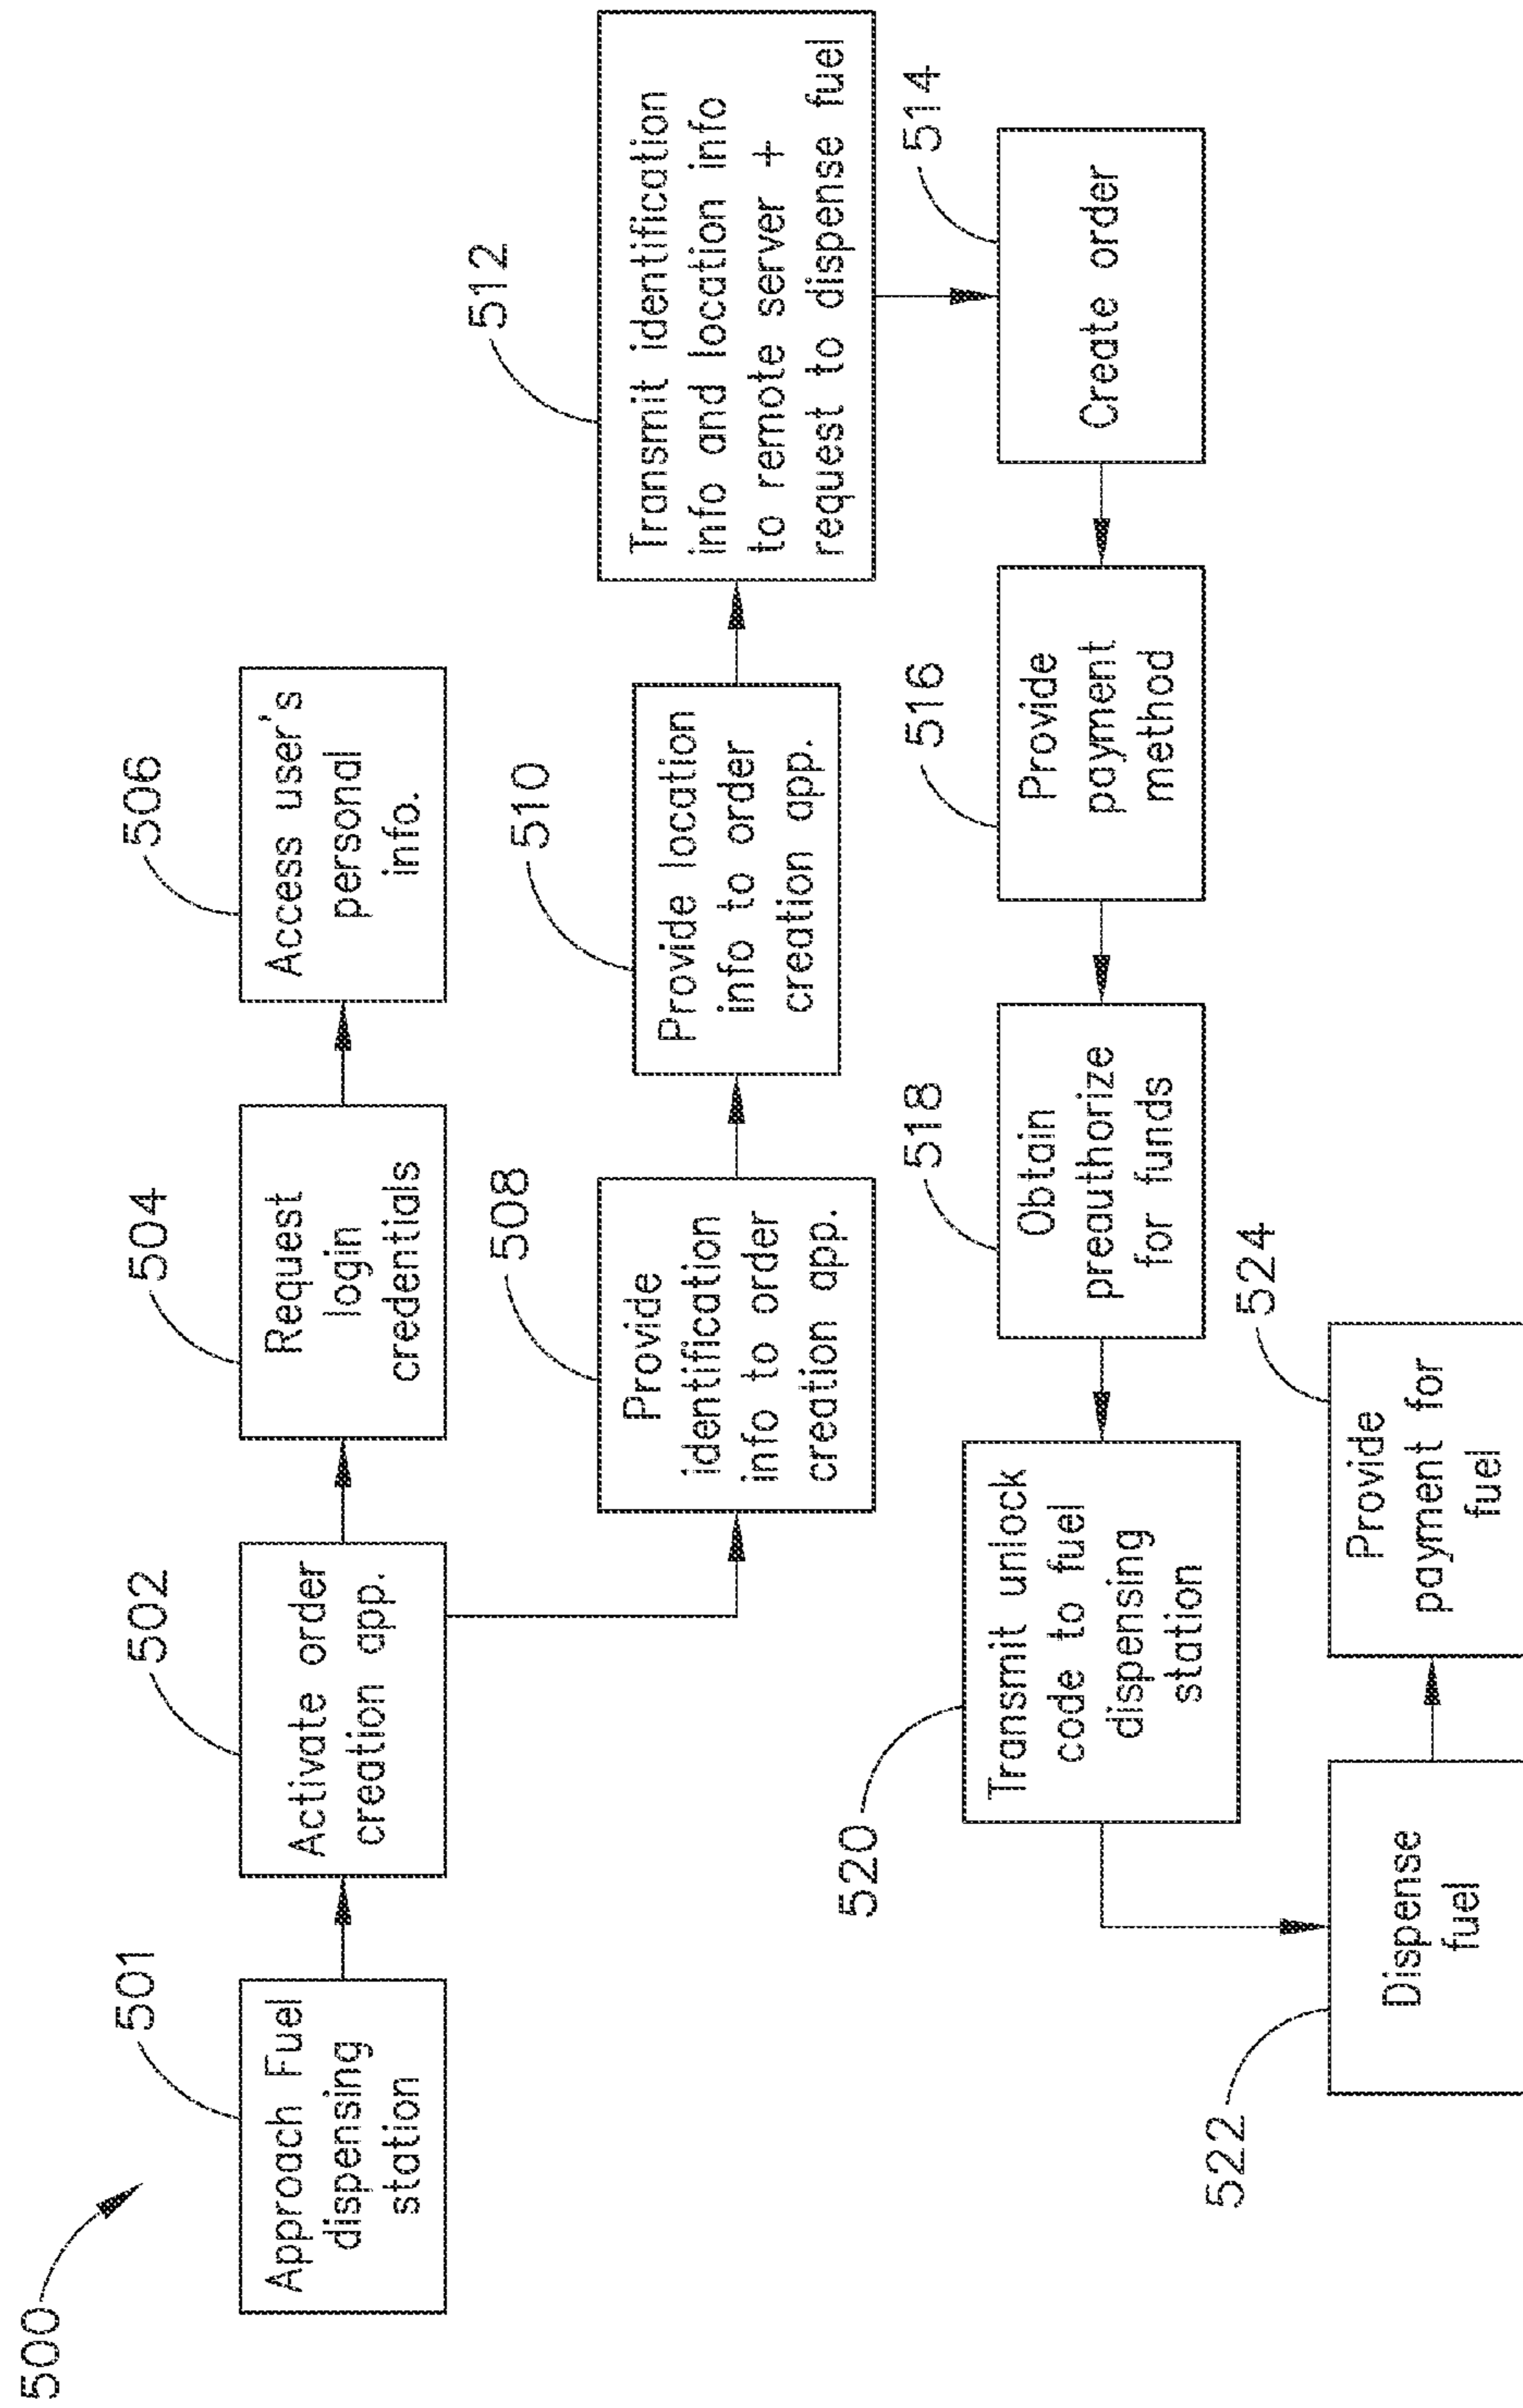 500
501
Approach Fuel
dispensing
station
502
Activate order
creation app.
504
Request
login
credentials
506
Access user's
personal
info.
508
Provide
identification
info to order
creation app.
510
Provide location
info to order
creation app.
512
Transmit identification
info and location info
to remote server +
request to dispense fuel
514
Create order
516
Provide
payment
method
518
Obtain
preauthorize
for funds
520
Transmit unlock
code to fuel
dispensing
station
522
Dispense
fuel
524
Provide
payment for
fuel